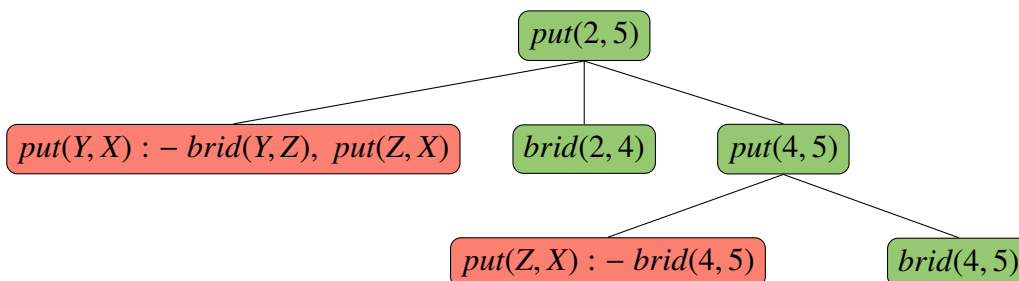 put(2, 5)
put(Y, X) : − brid(Y, Z), put(Z, X)
brid(2, 4)
put(4, 5)
put(Z, X) : − brid(4, 5)
brid(4, 5)